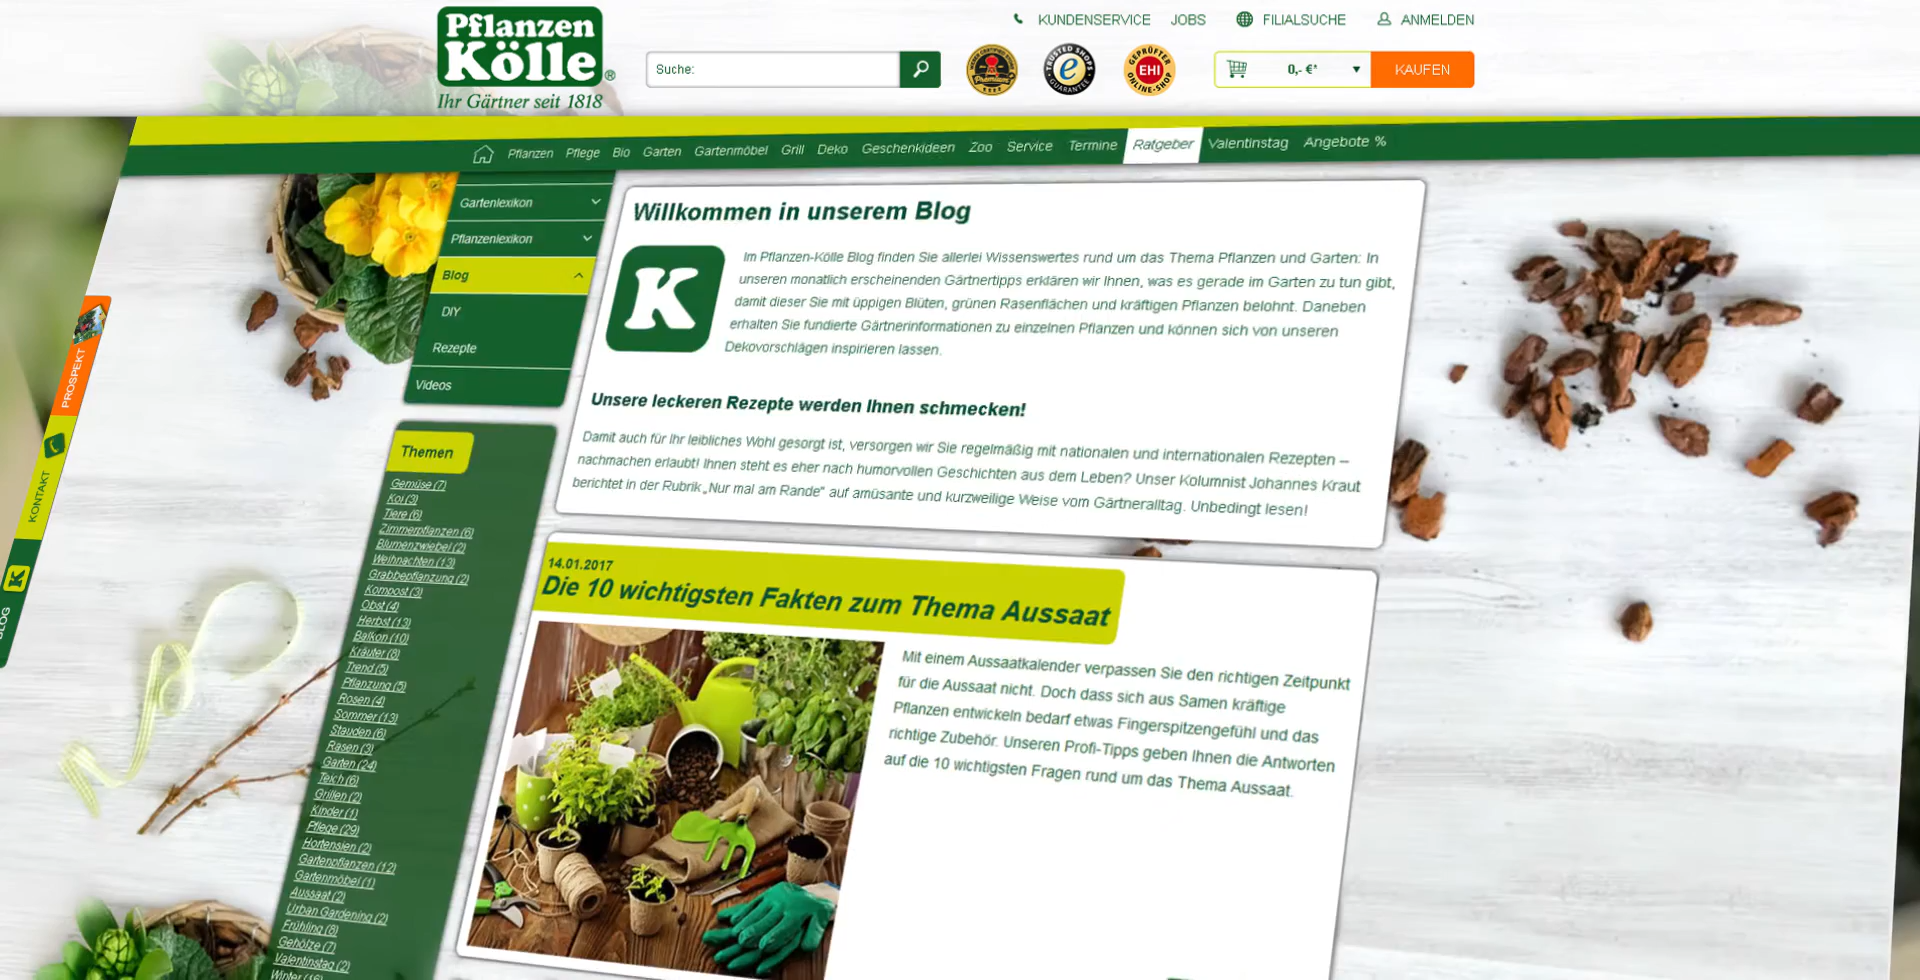 Pflanzen
Kölle
®
Ihr Gärtner seit 1818
KUNDENSERVICE JOBS FILIALSUCHE ANMELDEN
Suche:
Premium
TRUSTED SHOPS
e
GUARANTEE
GEPRÜFTER
EHI
ONLINE-SHOP
0,- €*
KAUFEN
Pflanzen Pflege Bio Garten Gartenmöbel Grill Deko Geschenkideen Zoo Service Termine Ratgeber Valentinstag Angebote %
Gartenlexikon
Pflanzenlexikon
Blog
DIY
Rezepte
Videos
PROSPEKT
KONTAKT
K
BLOG
Themen
Gemüse (7)
Koi (3)
Tiere (6)
Zimmerpflanzen (6)
Blumenzwiebel (2)
Weihnachten (13)
Grabbepflanzung (2)
Kompost (3)
Obst (4)
Herbst (13)
Balkon (10)
Kräuter (8)
Trend (5)
Pflanzung (5)
Rosen (4)
Sommer (13)
Stauden (6)
Rasen (3)
Garten (24)
Teich (6)
Grillen (2)
Kinder (1)
Pflege (29)
Hortensien (2)
Gartenpflanzen (12)
Gartenmöbel (1)
Aussaat (2)
Urban Gardening (2)
Frühling (8)
Gehölze (7)
Valentinstag (2)
Winter (16)
Willkommen in unserem Blog
K
Im Pflanzen-Kölle Blog finden Sie allerlei Wissenswertes rund um das Thema Pflanzen und Garten: In
unseren monatlich erscheinenden Gärtnertipps erklären wir Ihnen, was es gerade im Garten zu tun gibt,
damit dieser Sie mit üppigen Blüten, grünen Rasenflächen und kräftigen Pflanzen belohnt. Daneben
erhalten Sie fundierte Gärtnerinformationen zu einzelnen Pflanzen und können sich von unseren
Dekovorschlägen inspirieren lassen.
Unsere leckeren Rezepte werden Ihnen schmecken!
Damit auch für Ihr leibliches Wohl gesorgt ist, versorgen wir Sie regelmäßig mit nationalen und internationalen Rezepten –
nachmachen erlaubt! Ihnen steht es eher nach humorvollen Geschichten aus dem Leben? Unser Kolumnist Johannes Kraut
berichtet in der Rubrik „Nur mal am Rande“ auf amüsante und kurzweilige Weise vom Gärtneralltag. Unbedingt lesen!
14.01.2017
Die 10 wichtigsten Fakten zum Thema Aussaat
Mit einem Aussaatkalender verpassen Sie den richtigen Zeitpunkt
für die Aussaat nicht. Doch dass sich aus Samen kräftige
Pflanzen entwickeln bedarf etwas Fingerspitzengefühl und das
richtige Zubehör. Unseren Profi-Tipps geben Ihnen die Antworten
auf die 10 wichtigsten Fragen rund um das Thema Aussaat.